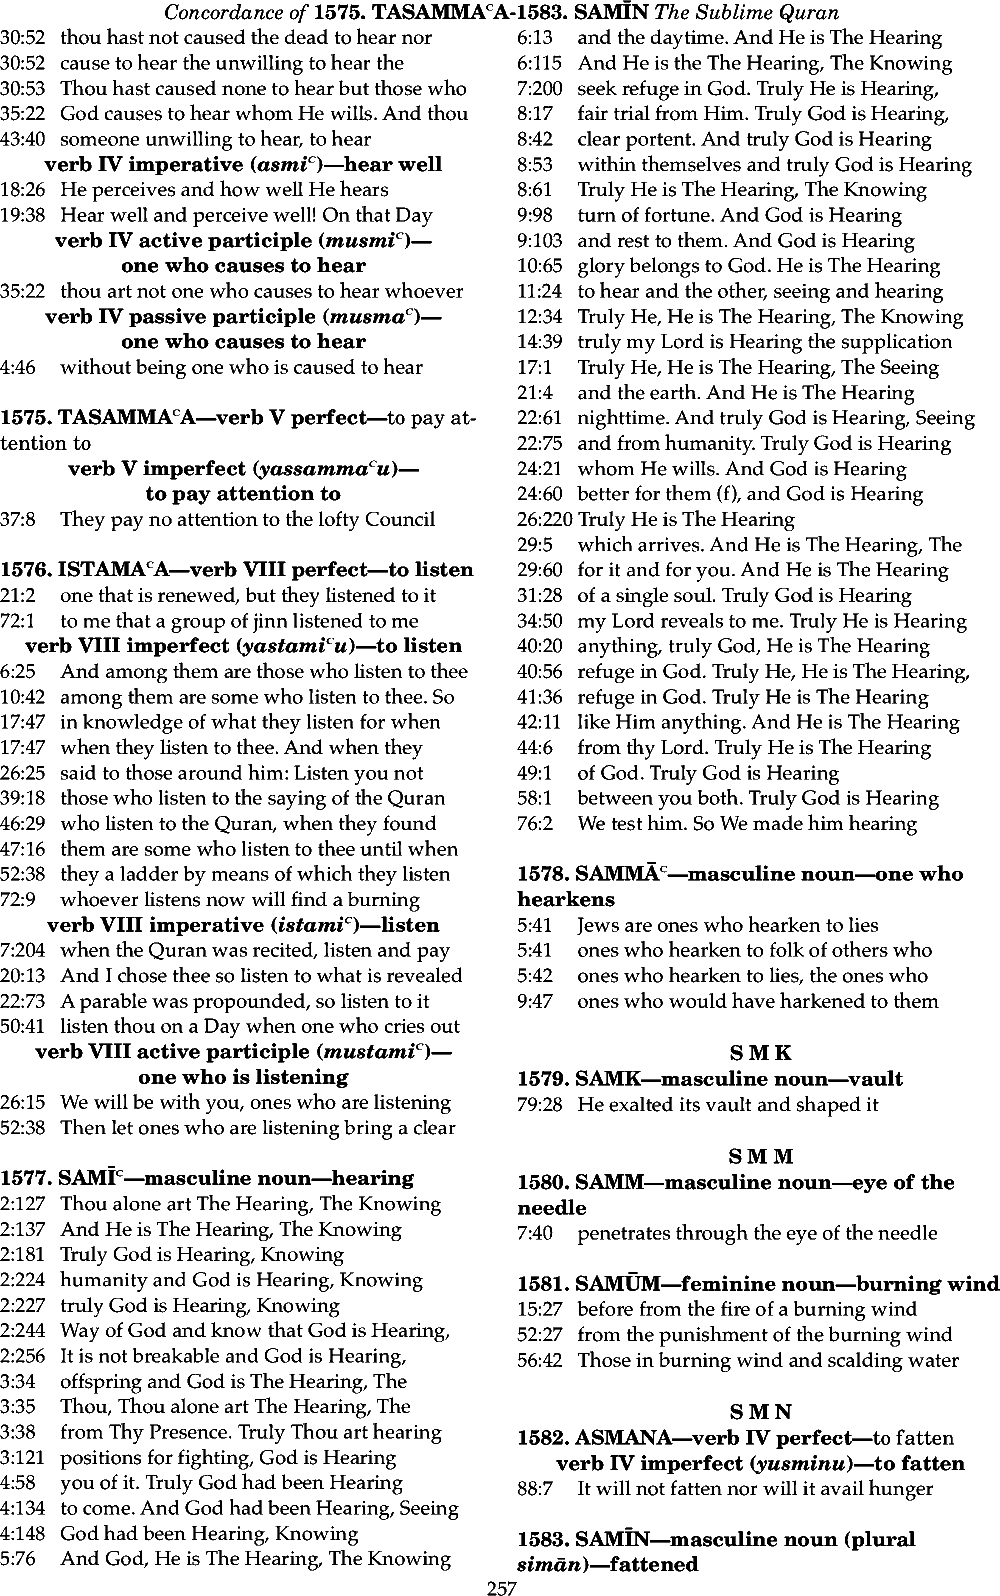 Concordance of 1575. TASAMMAᶜA-1583. SAMĪN The Sublime Quran
30:52 thou hast not caused the dead to hear nor
30:52 cause to hear the unwilling to hear the
30:53 Thou hast caused none to hear but those who
35:22 God causes to hear whom He wills. And thou
43:40 someone unwilling to hear, to hear
verb IV imperative (asmiᶜ)—hear well
18:26 He perceives and how well He hears
19:38 Hear well and perceive well! On that Day
verb IV active participle (musmiᶜ)—
one who causes to hear
35:22 thou art not one who causes to hear whoever
verb IV passive participle (musmaᶜ)—
one who causes to hear
4:46 without being one who is caused to hear
1575. TASAMMAᶜA—verb V perfect—to pay at-
tention to
verb V imperfect (yassammaᶜu)—
to pay attention to
37:8 They pay no attention to the lofty Council
1576. ISTAMAᶜA—verb VIII perfect—to listen
21:2 one that is renewed, but they listened to it
72:1 to me that a group of jinn listened to me
verb VIII imperfect (yastamiᶜu)—to listen
6:25 And among them are those who listen to thee
10:42 among them are some who listen to thee. So
17:47 in knowledge of what they listen for when
17:47 when they listen to thee. And when they
26:25 said to those around him: Listen you not
39:18 those who listen to the saying of the Quran
46:29 who listen to the Quran, when they found
47:16 them are some who listen to thee until when
52:38 they a ladder by means of which they listen
72:9 whoever listens now will find a burning
verb VIII imperative (istamiᶜ)—listen
7:204 when the Quran was recited, listen and pay
20:13 And I chose thee so listen to what is revealed
22:73 A parable was propounded, so listen to it
50:41 listen thou on a Day when one who cries out
verb VIII active participle (mustamiᶜ)—
one who is listening
26:15 We will be with you, ones who are listening
52:38 Then let ones who are listening bring a clear
1577. SAMĪᶜ—masculine noun—hearing
2:127 Thou alone art The Hearing, The Knowing
2:137 And He is The Hearing, The Knowing
2:181 Truly God is Hearing, Knowing
2:224 humanity and God is Hearing, Knowing
2:227 truly God is Hearing, Knowing
2:244 Way of God and know that God is Hearing,
2:256 It is not breakable and God is Hearing,
3:34 offspring and God is The Hearing, The
3:35 Thou, Thou alone art The Hearing, The
3:38 from Thy Presence. Truly Thou art hearing
3:121 positions for fighting, God is Hearing
4:58 you of it. Truly God had been Hearing
4:134 to come. And God had been Hearing, Seeing
4:148 God had been Hearing, Knowing
5:76 And God, He is The Hearing, The Knowing
6:13 and the daytime. And He is The Hearing
6:115 And He is the The Hearing, The Knowing
7:200 seek refuge in God. Truly He is Hearing,
8:17 fair trial from Him. Truly God is Hearing,
8:42 clear portent. And truly God is Hearing
8:53 within themselves and truly God is Hearing
8:61 Truly He is The Hearing, The Knowing
9:98 turn of fortune. And God is Hearing
9:103 and rest to them. And God is Hearing
10:65 glory belongs to God. He is The Hearing
11:24 to hear and the other, seeing and hearing
12:34 Truly He, He is The Hearing, The Knowing
14:39 truly my Lord is Hearing the supplication
17:1 Truly He, He is The Hearing, The Seeing
21:4 and the earth. And He is The Hearing
22:61 nighttime. And truly God is Hearing, Seeing
22:75 and from humanity. Truly God is Hearing
24:21 whom He wills. And God is Hearing
24:60 better for them (f), and God is Hearing
26:220 Truly He is The Hearing
29:5 which arrives. And He is The Hearing, The
29:60 for it and for you. And He is The Hearing
31:28 of a single soul. Truly God is Hearing
34:50 my Lord reveals to me. Truly He is Hearing
40:20 anything, truly God, He is The Hearing
40:56 refuge in God. Truly He, He is The Hearing,
41:36 refuge in God. Truly He is The Hearing
42:11 like Him anything. And He is The Hearing
44:6 from thy Lord. Truly He is The Hearing
49:1 of God. Truly God is Hearing
58:1 between you both. Truly God is Hearing
76:2 We test him. So We made him hearing
1578. SAMMĀᶜ—masculine noun—one who
hearkens
5:41 Jews are ones who hearken to lies
5:41 ones who hearken to folk of others who
5:42 ones who hearken to lies, the ones who
9:47 ones who would have harkened to them
S M K
1579. SAMK—masculine noun—vault
79:28 He exalted its vault and shaped it
S M M
1580. SAMM—masculine noun—eye of the
needle
7:40 penetrates through the eye of the needle
1581. SAMŪM—feminine noun—burning wind
15:27 before from the fire of a burning wind
52:27 from the punishment of the burning wind
56:42 Those in burning wind and scalding water
S M N
1582. ASMANA—verb IV perfect—to fatten
verb IV imperfect (yusminu)—to fatten
88:7 It will not fatten nor will it avail hunger
1583. SAMĪN—masculine noun (plural
simān)—fattened
257